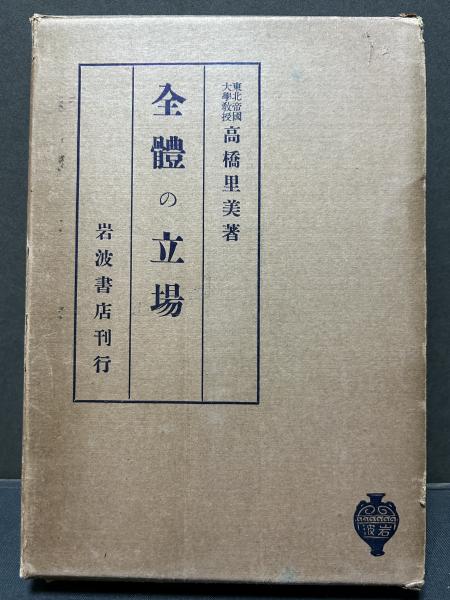 東北帝國
大學教授
高橋里美著
全體の立場
岩波書店刊行
岩波